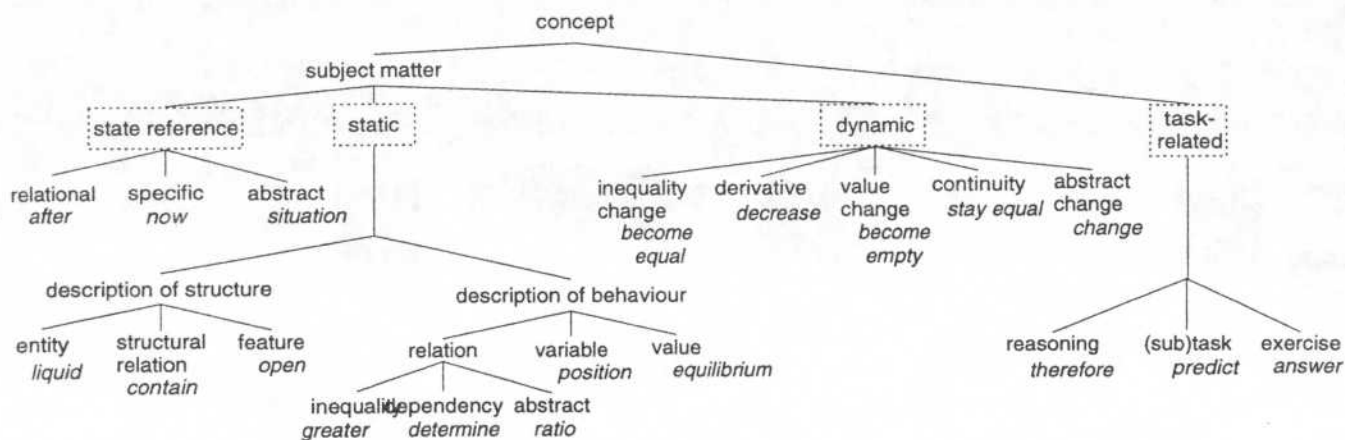 concept
subject matter
state reference
static
dynamic
task-
related
relational
after
specific
now
abstract
situation
inequality
change
become
equal
derivative
decrease
value
change
become
empty
continuity
stay equal
abstract
change
change
description of structure
description of behaviour
entity
liquid
structural
relation
contain
feature
open
relation
variable
position
value
equilibrium
reasoning
therefore
(sub)task
predict
exercise
answer
inequality
greater
dependency
determine
abstract
ratio